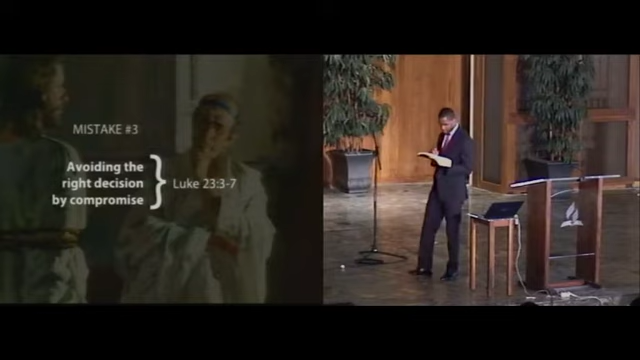 MISTAKE #3
Avoiding the
right decision
by compromise
Luke 23:3-7